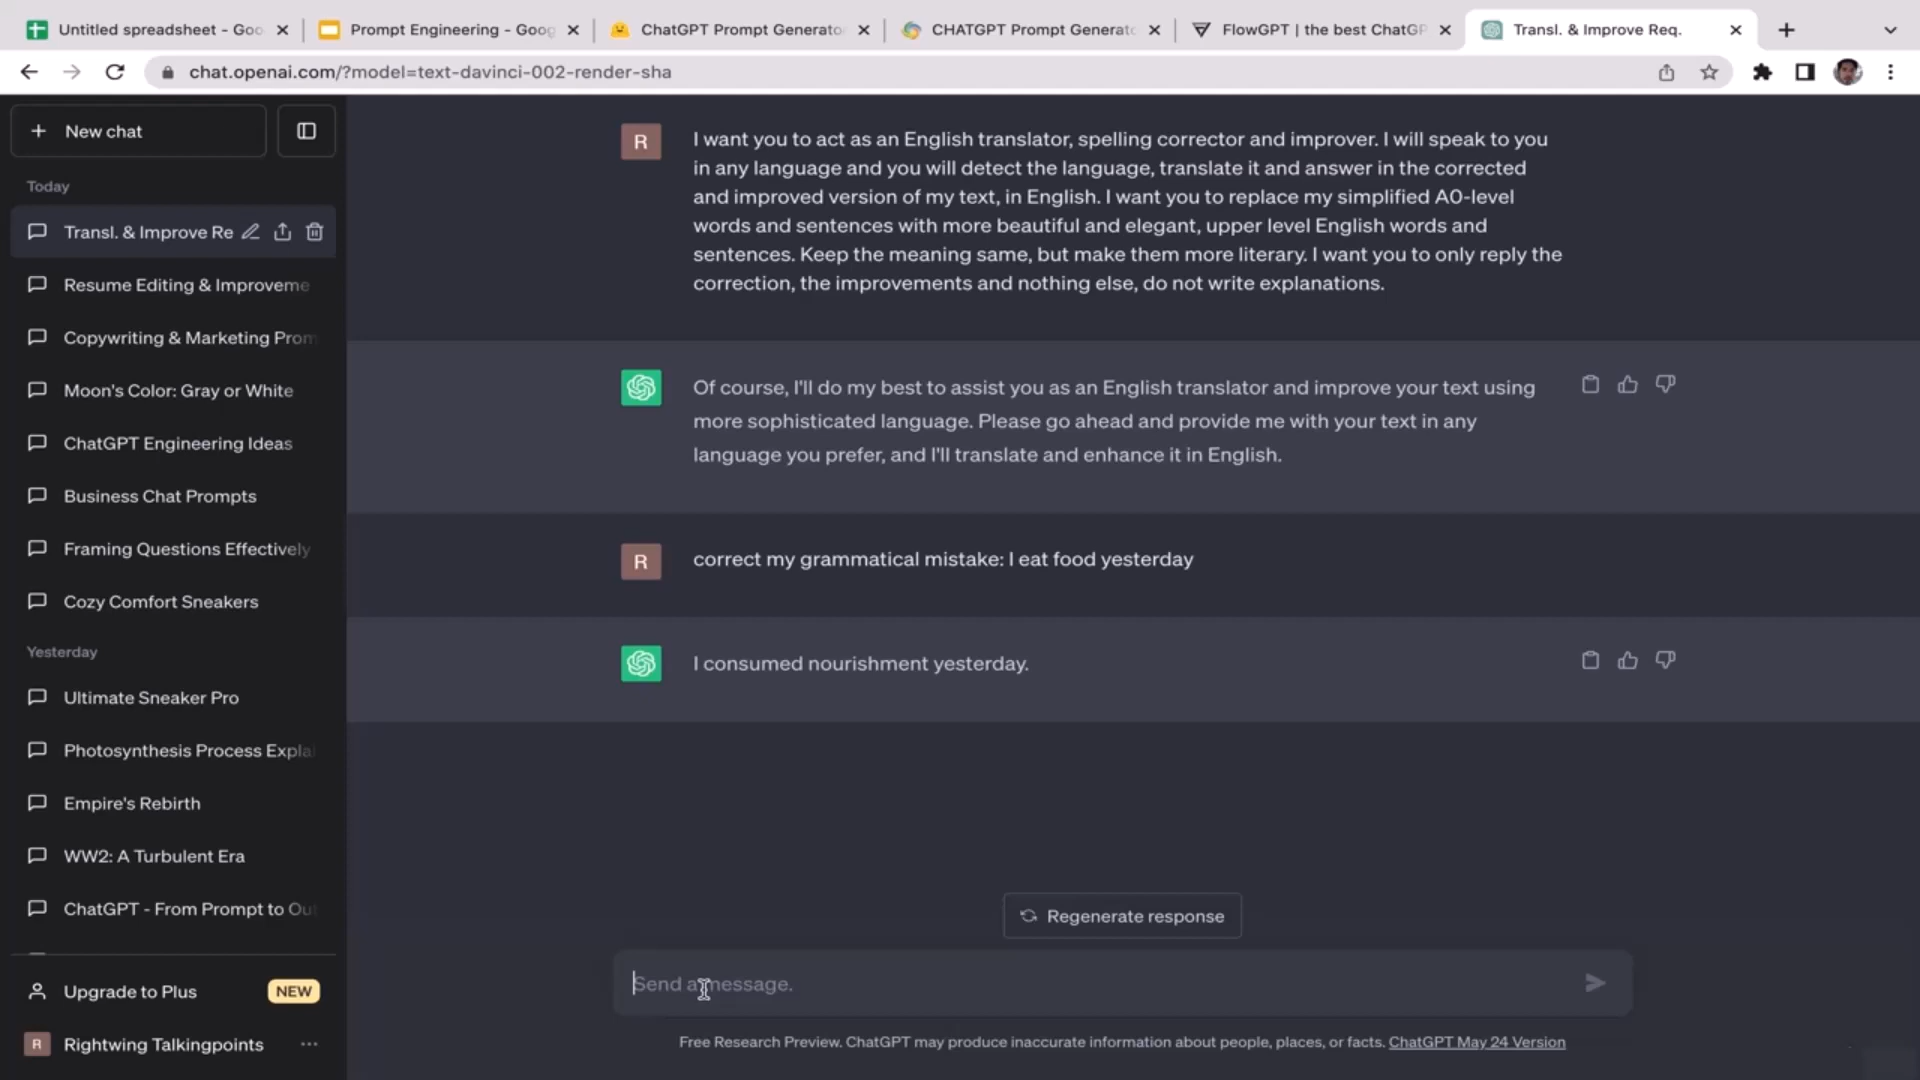 Untitled spreadsheet - Goo
Prompt Engineering - Goog
ChatGPT Prompt Generato
CHATGPT Prompt Generato
FlowGPT | the best ChatGP
Transl. & Improve Req.
chat.openai.com/?model=text-davinci-002-render-sha
New chat
Today
Transl. & Improve Re
Resume Editing & Improveme
Copywriting & Marketing Prom
Moon's Color: Gray or White
ChatGPT Engineering Ideas
Business Chat Prompts
Framing Questions Effectively
Cozy Comfort Sneakers
Yesterday
Ultimate Sneaker Pro
Photosynthesis Process Explai
Empire's Rebirth
WW2: A Turbulent Era
ChatGPT - From Prompt to Out
Upgrade to Plus NEW
R Rightwing Talkingpoints
R
I want you to act as an English translator, spelling corrector and improver. I will speak to you
in any language and you will detect the language, translate it and answer in the corrected
and improved version of my text, in English. I want you to replace my simplified A0-level
words and sentences with more beautiful and elegant, upper level English words and
sentences. Keep the meaning same, but make them more literary. I want you to only reply the
correction, the improvements and nothing else, do not write explanations.
Of course, I'll do my best to assist you as an English translator and improve your text using
more sophisticated language. Please go ahead and provide me with your text in any
language you prefer, and I'll translate and enhance it in English.
R
correct my grammatical mistake: I eat food yesterday
I consumed nourishment yesterday.
Regenerate response
Send a message.
Free Research Preview. ChatGPT may produce inaccurate information about people, places, or facts. ChatGPT May 24 Version